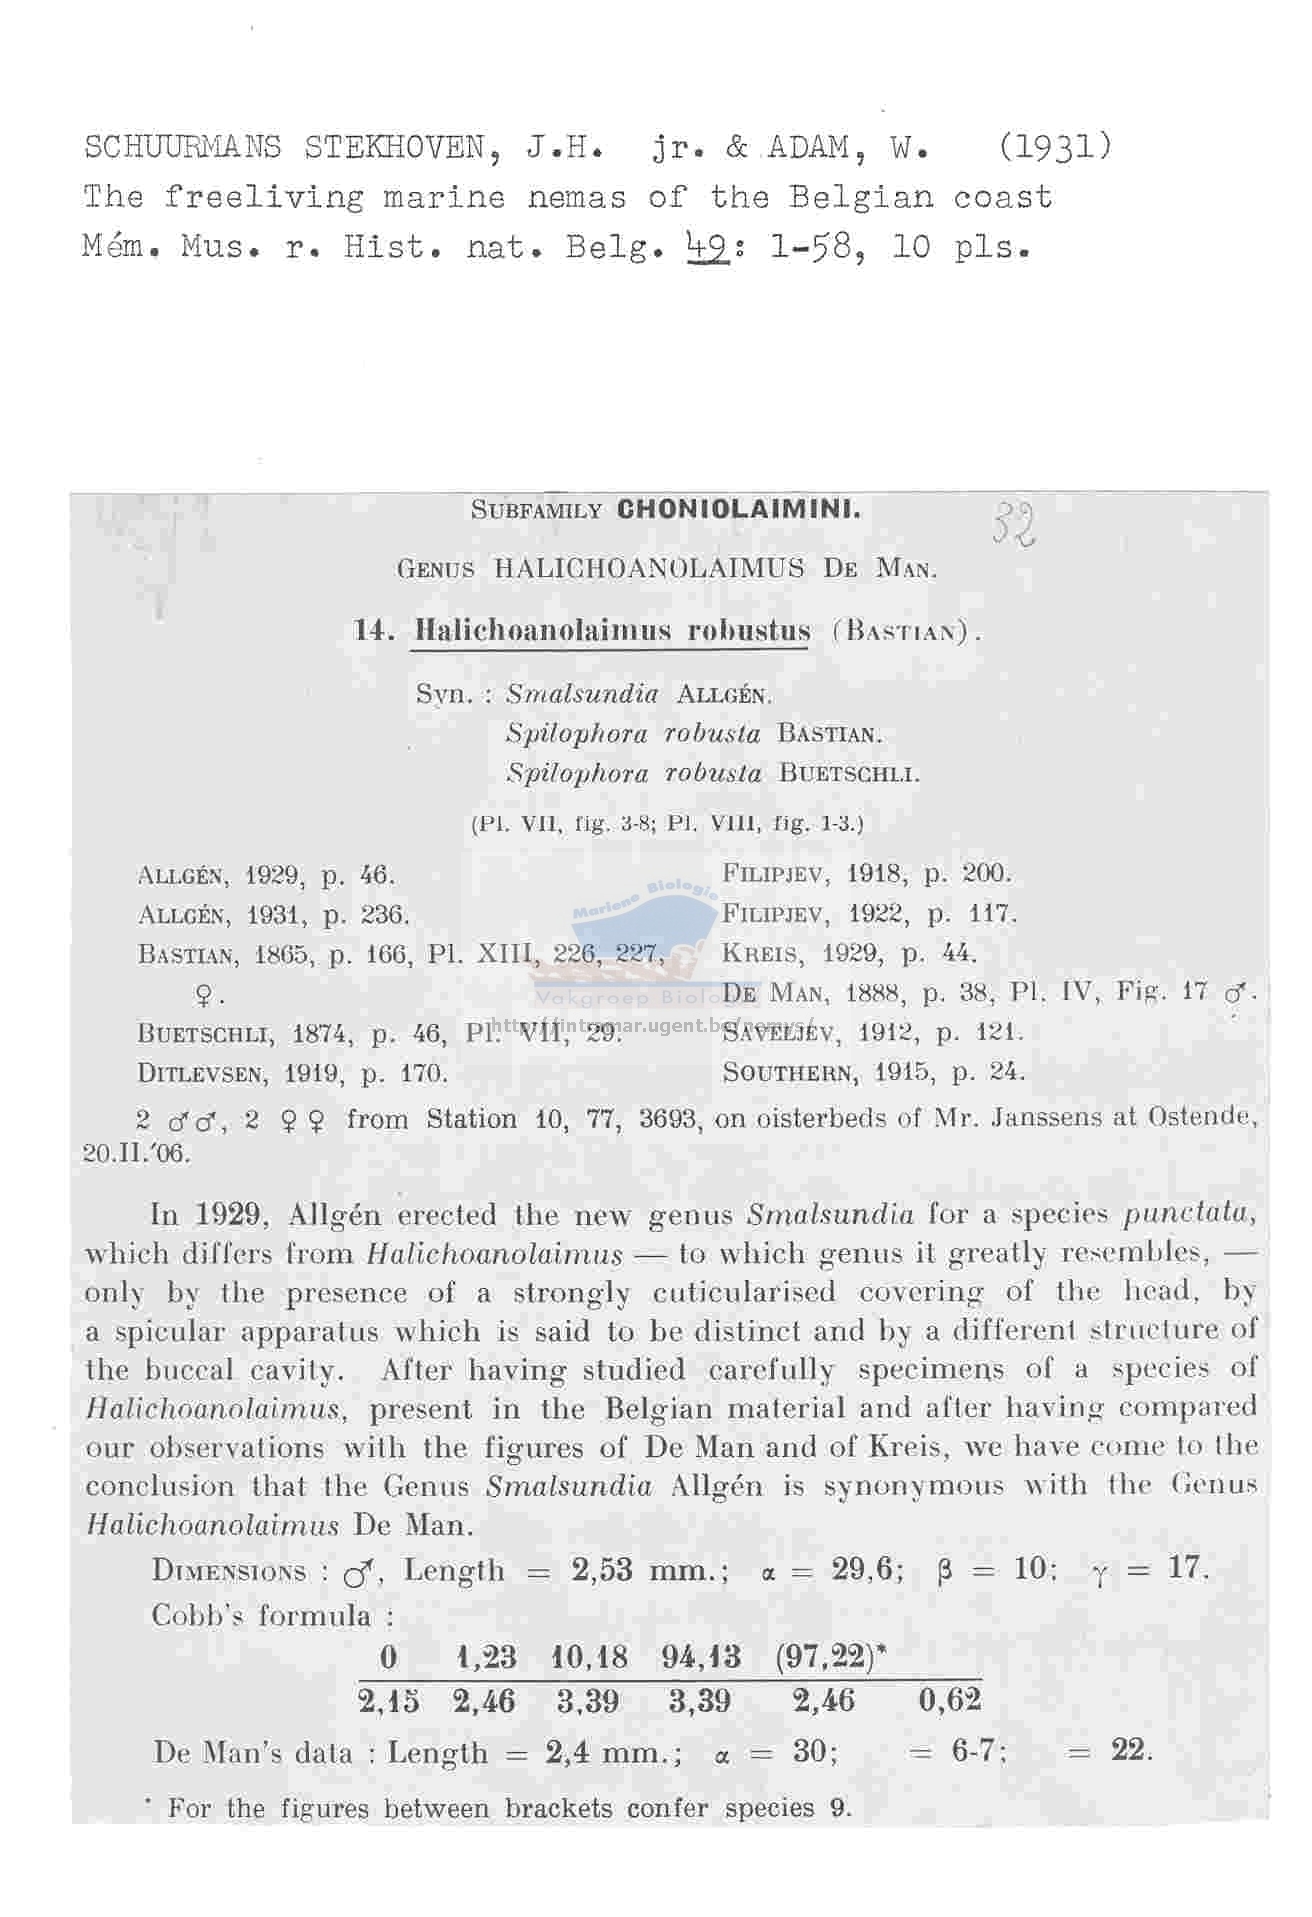 SCHUURMANS STEKHOVEN, J.H. jr. & ADAM, W. (1931)
The freeliving marine nemas of the Belgian coast
Mém. Mus. r. Hist. nat. Belg. 49: 1-58, 10 pls.
SUBFAMILY CHONIOLAIMINI.
32
GENUS HALICHOANOLAIMUS DE MAN.
14. Halichoanolaimus robustus (BASTIAN).
Syn. : Smalsundia ALLGÉN.
Spilophora robusta BASTIAN.
Spilophora robusta BUETSCHLI.
(Pl. VII, fig. 3-8; Pl. VIII, fig. 1-3.)
ALLGÉN, 1929, p. 46.
ALLGÉN, 1931, p. 236.
BASTIAN, 1865, p. 166, Pl. XIII, 226, 227,
♀.
BUETSCHLI, 1874, p. 46, Pl. VII, 29.
DITLEVSEN, 1919, p. 170.
FILIPJEV, 1918, p. 200.
FILIPJEV, 1922, p. 117.
KREIS, 1929, p. 44.
DE MAN, 1888, p. 38, Pl. IV, Fig. 17 ♂.
SAVELJEV, 1912, p. 121.
SOUTHERN, 1915, p. 24.
Mariene Biologie
Vakgroep Biologie
http://intramar.ugent.be/nemys/
2 ♂♂, 2 ♀♀ from Station 10, 77, 3693, on oisterbeds of Mr. Janssens at Ostende,
20.II.'06.
In 1929, Allgén erected the new genus Smalsundia for a species punctata,
which differs from Halichoanolaimus — to which genus it greatly resembles, —
only by the presence of a strongly cuticularised covering of the head, by
a spicular apparatus which is said to be distinct and by a different structure of
the buccal cavity. After having studied carefully specimens of a species of
Halichoanolaimus, present in the Belgian material and after having compared
our observations with the figures of De Man and of Kreis, we have come to the
conclusion that the Genus Smalsundia Allgén is synonymous with the Genus
Halichoanolaimus De Man.
DIMENSIONS : ♂, Length = 2,53 mm.; α = 29,6; β = 10; γ = 17.
Cobb's formula :
0 1,23 10,18 94,13 (97,22)*
2,15 2,46 3,39 3,39 2,46 0,62
De Man's data : Length = 2,4 mm.; α = 30; = 6-7; = 22.
* For the figures between brackets confer species 9.